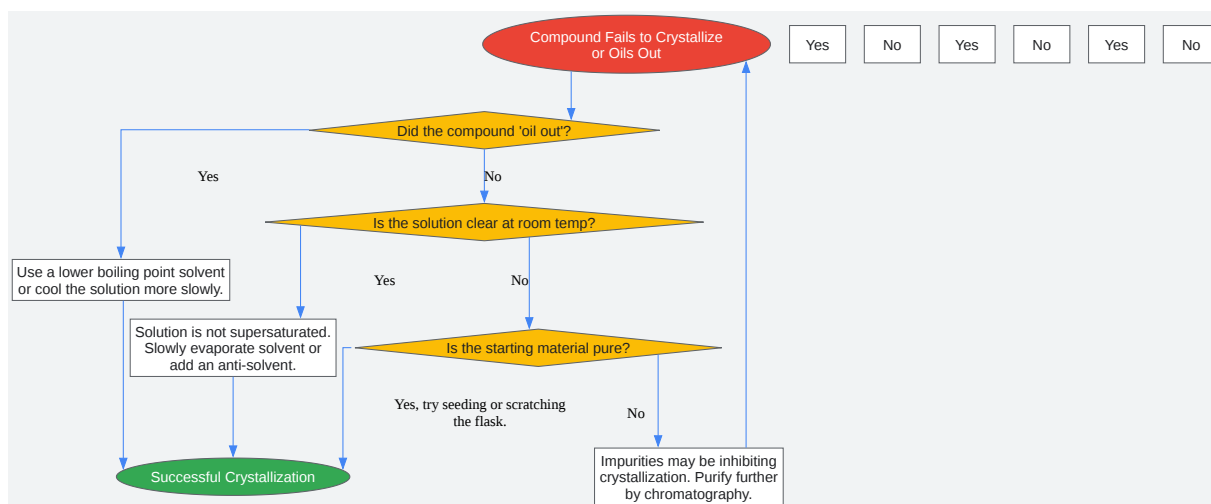 Compound Fails to Crystallize
or Oils Out
Yes
No
Yes
No
Yes
No
Did the compound 'oil out'?
Yes
No
Is the solution clear at room temp?
Use a lower boiling point solvent
or cool the solution more slowly.
Yes
No
Solution is not supersaturated.
Slowly evaporate solvent or
add an anti-solvent.
Is the starting material pure?
Yes, try seeding or scratching
the flask.
No
Successful Crystallization
Impurities may be inhibiting
crystallization. Purify further
by chromatography.